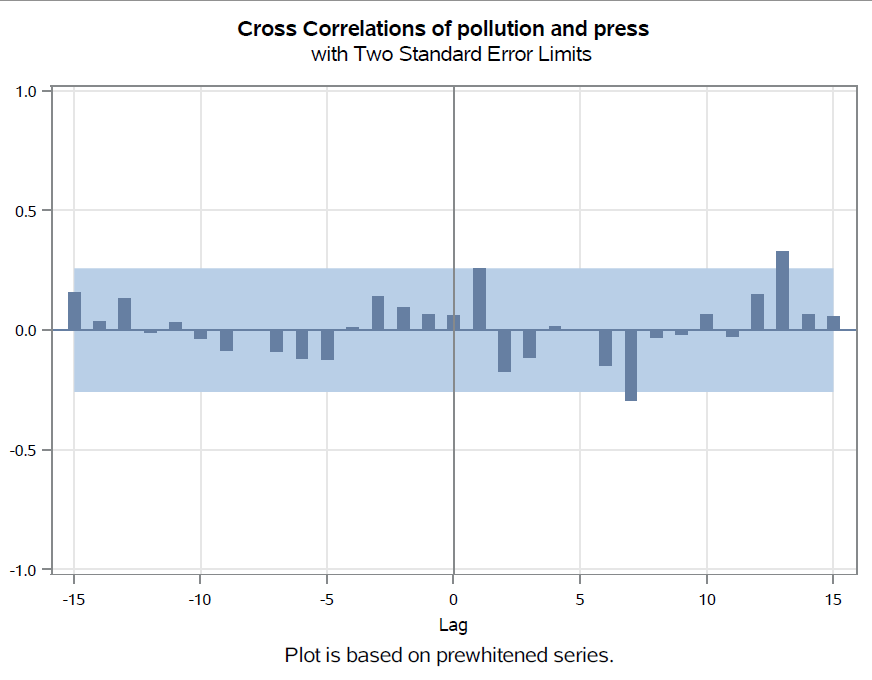 Cross Correlations of pollution and press
with Two Standard Error Limits
1.0
0.5
0.0
-0.5
-1.0
-15 -10 -5 0 5 10 15
Lag
Plot is based on prewhitened series.